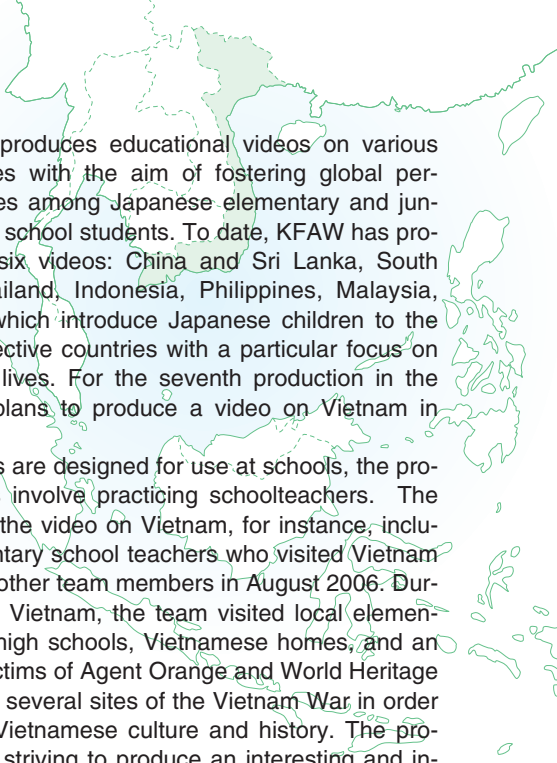 produces educational videos on various
es with the aim of fostering global per-
es among Japanese elementary and jun-
school students. To date, KFAW has pro-
six videos: China and Sri Lanka, South
ailand, Indonesia, Philippines, Malaysia,
which introduce Japanese children to the
ective countries with a particular focus on
lives. For the seventh production in the
plans to produce a video on Vietnam in
s are designed for use at schools, the pro-
involve practicing schoolteachers. The
the video on Vietnam, for instance, inclu-
ntary school teachers who visited Vietnam
other team members in August 2006. Dur-
Vietnam, the team visited local elemen-
high schools, Vietnamese homes, and an
ctims of Agent Orange and World Heritage
several sites of the Vietnam War in order
Vietnamese culture and history. The pro-
striving to produce an interesting and in-